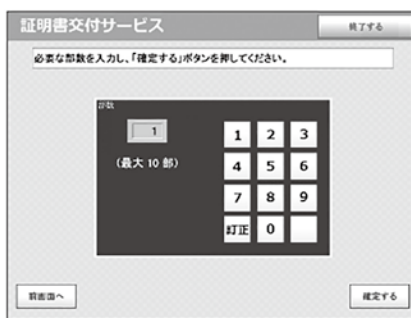 証明書交付サービス
終了する
必要な部数を入力し、「確定する」ボタンを押してください。
部数
1
(最大 10 部)
1 2 3
4 5 6
7 8 9
訂正 0
前画面へ
確定する